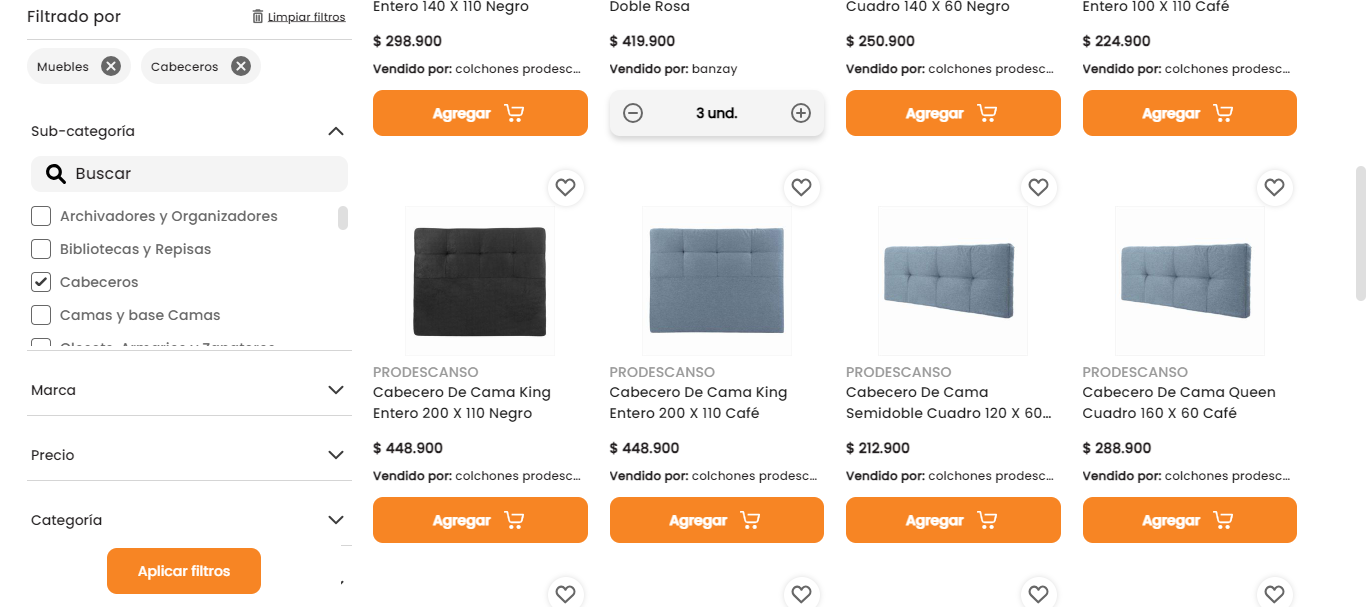 Filtrado por
Limpiar filtros
Muebles
Cabeceros
Sub-categoría
Buscar
Archivadores y Organizadores
Bibliotecas y Repisas
Cabeceros
Camas y base Camas
Marca
Precio
Categoría
Aplicar filtros
Entero 140 X 110 Negro
$ 298.900
Vendido por: colchones prodesc...
Agregar
Doble Rosa
$ 419.900
Vendido por: banzay
3 und.
Cuadro 140 X 60 Negro
$ 250.900
Vendido por: colchones prodesc...
Agregar
Entero 100 X 110 Café
$ 224.900
Vendido por: colchones prodesc...
Agregar
PRODESCANSO
Cabecero De Cama King
Entero 200 X 110 Negro
$ 448.900
Vendido por: colchones prodesc...
Agregar
PRODESCANSO
Cabecero De Cama King
Entero 200 X 110 Café
$ 448.900
Vendido por: colchones prodesc...
Agregar
PRODESCANSO
Cabecero De Cama
Semidoble Cuadro 120 X 60...
$ 212.900
Vendido por: colchones prodesc...
Agregar
PRODESCANSO
Cabecero De Cama Queen
Cuadro 160 X 60 Café
$ 288.900
Vendido por: colchones prodesc...
Agregar